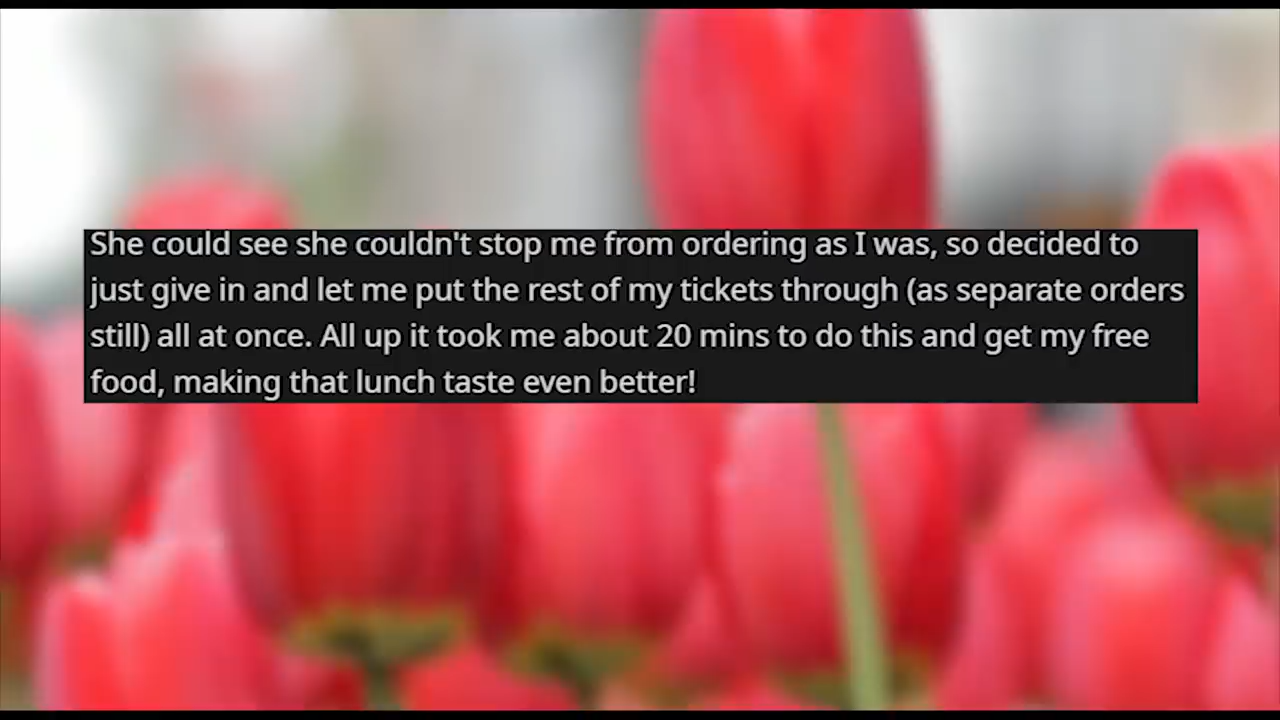 She could see she couldn't stop me from ordering as I was, so decided to
just give in and let me put the rest of my tickets through (as separate orders
still) all at once. All up it took me about 20 mins to do this and get my free
food, making that lunch taste even better!